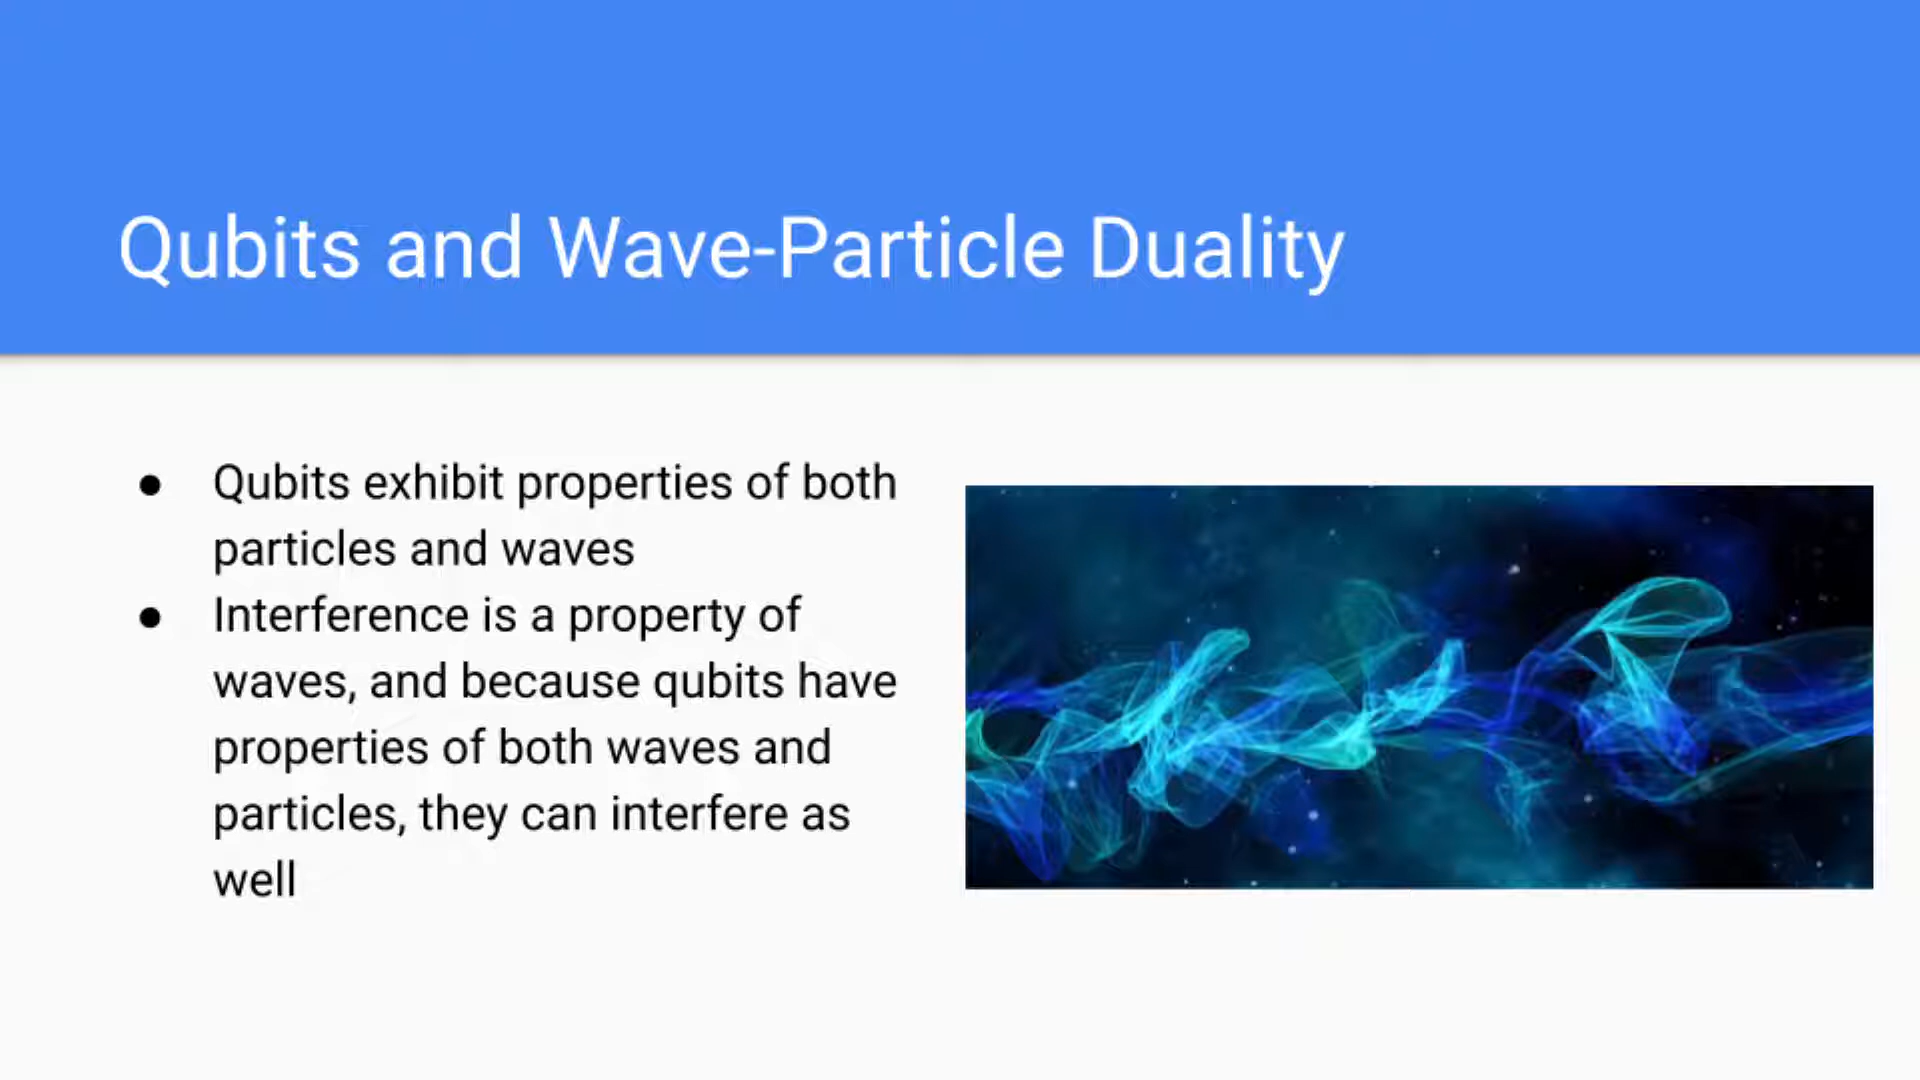 Qubits and Wave-Particle Duality
● Qubits exhibit properties of both
particles and waves
● Interference is a property of
waves, and because qubits have
properties of both waves and
particles, they can interfere as
well